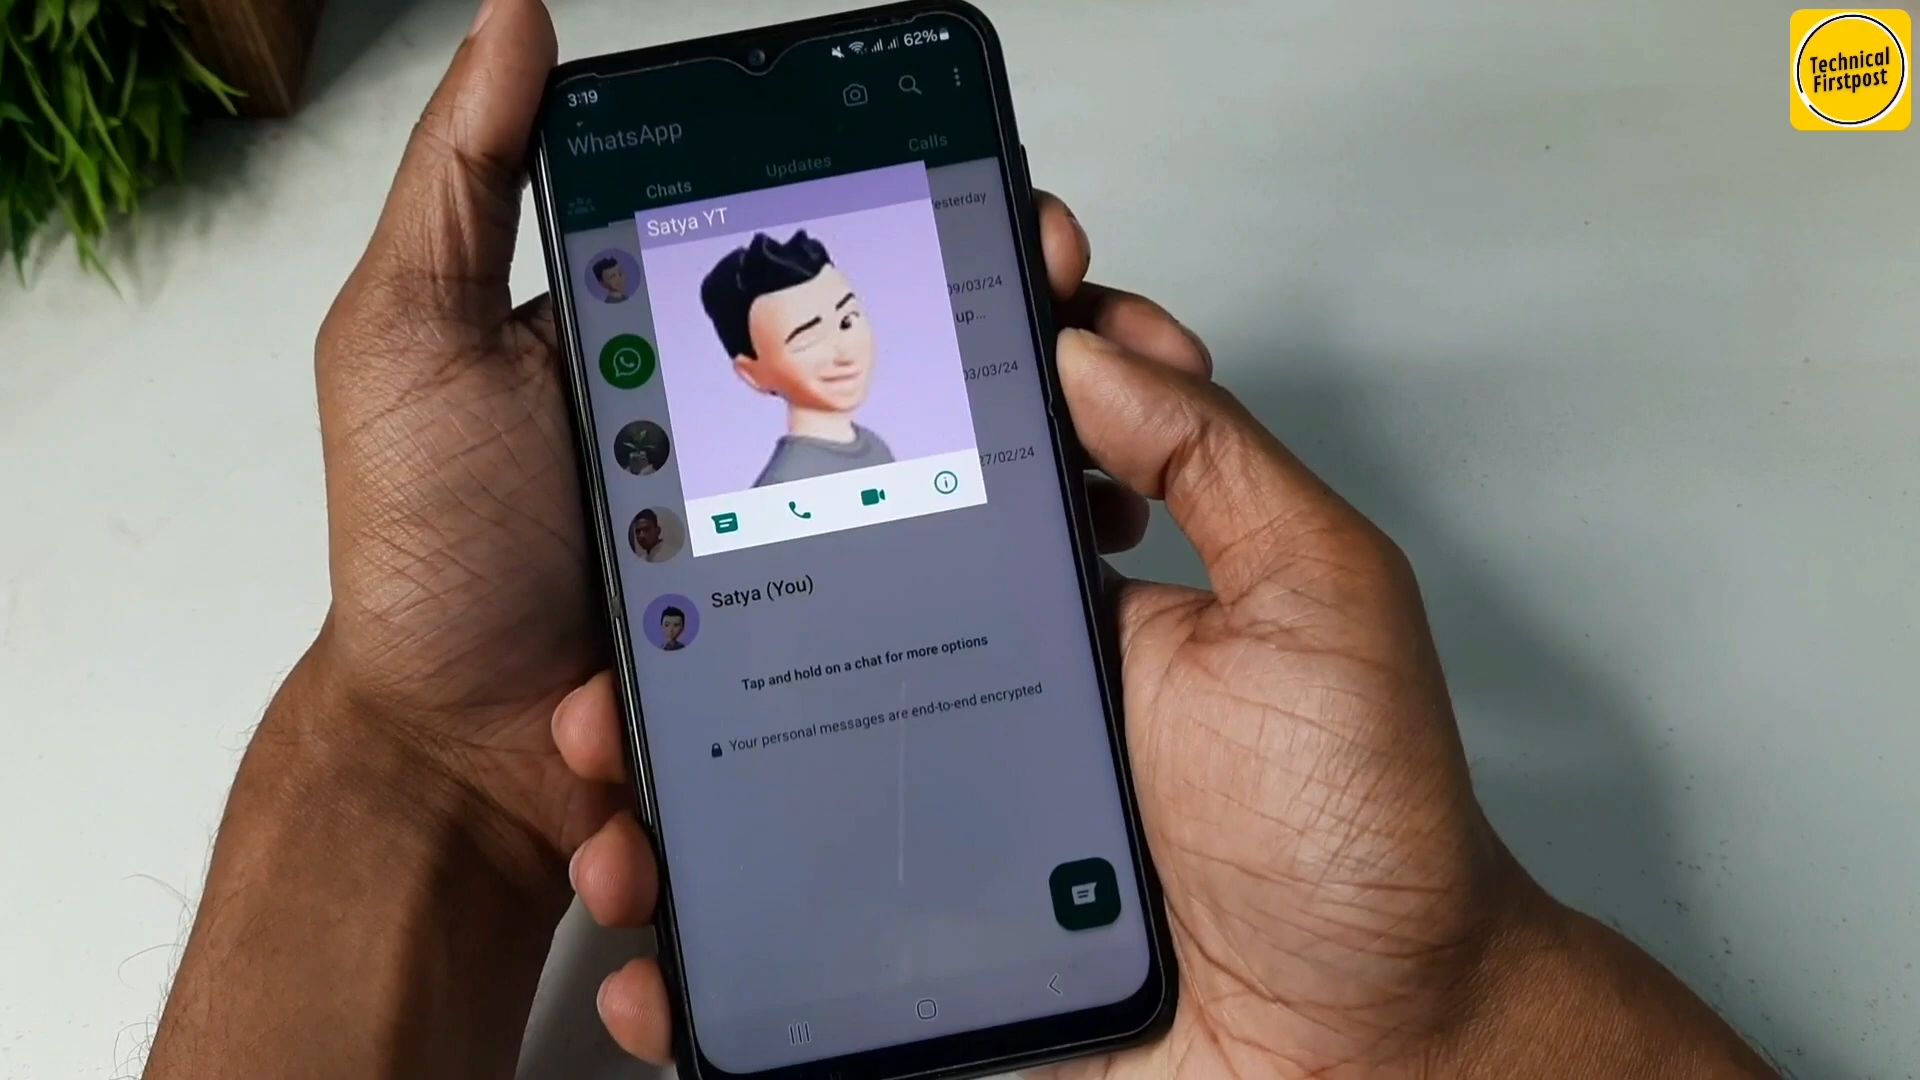 Technical
Firstpost
3:19
62%
WhatsApp
Chats
Updates
Calls
Satya YT
Yesterday
09/03/24
up...
03/03/24
27/02/24
Satya (You)
Tap and hold on a chat for more options
Your personal messages are end-to-end encrypted